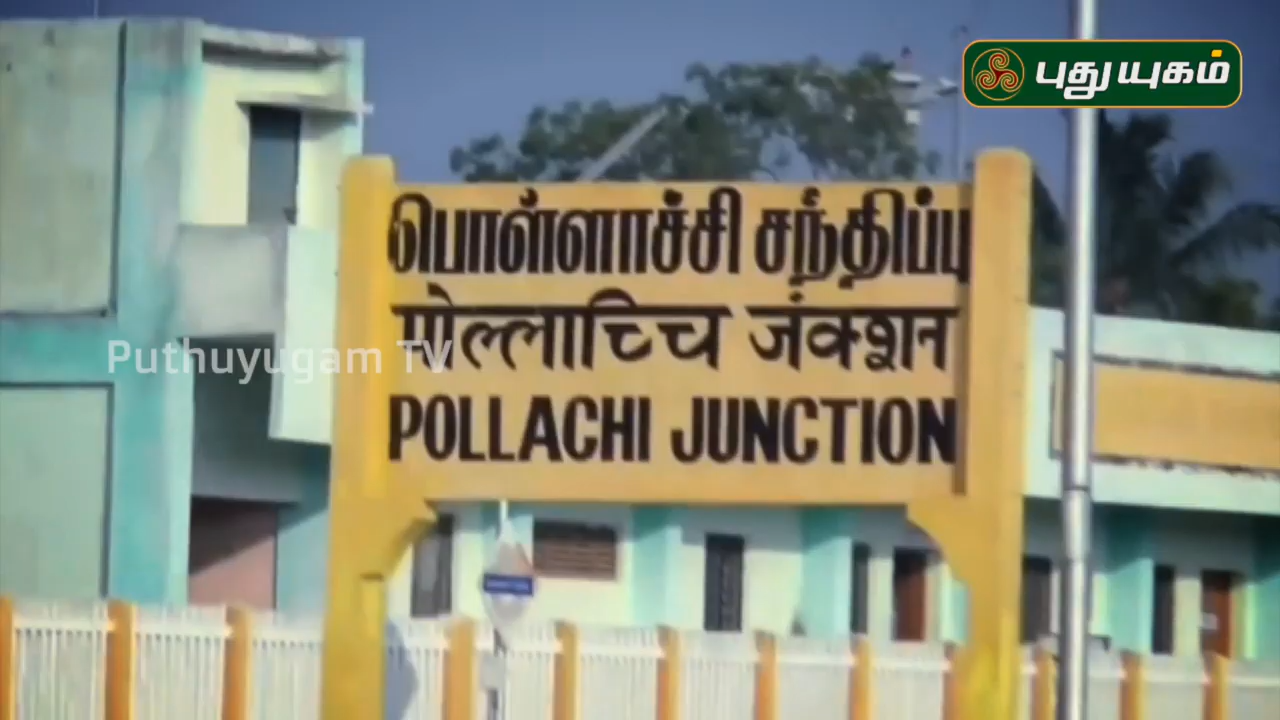 புதுயுகம்
பொள்ளாச்சி சந்திப்பு
पोल्लाच्चि जंक्शन
Puthuyugam TV
POLLACHI JUNCTION